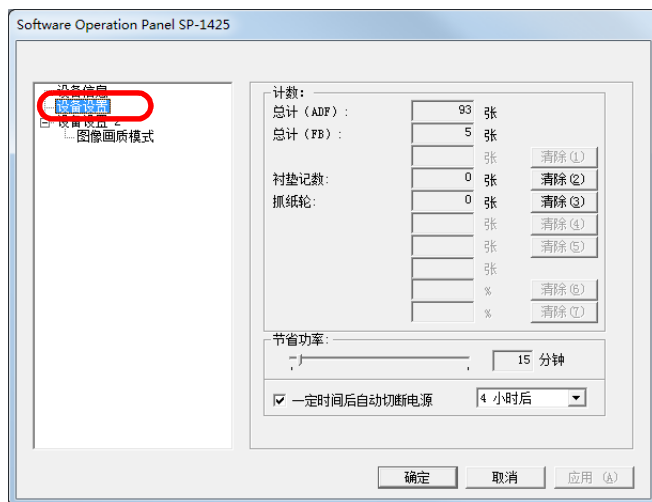 Software Operation Panel SP-1425
设备信息
设备设置
设备设置 2
图像画质模式
计数:
总计 (ADF) : 93 张
总计 (FB) : 5 张
张 清除(1)
衬垫记数: 0 张 清除(2)
抓纸轮: 0 张 清除(3)
张 清除(4)
张 清除(5)
张
% 清除(6)
% 清除(7)
节省功率:
15 分钟
一定时间后自动切断电源 4 小时后
确定 取消 应用 (A)